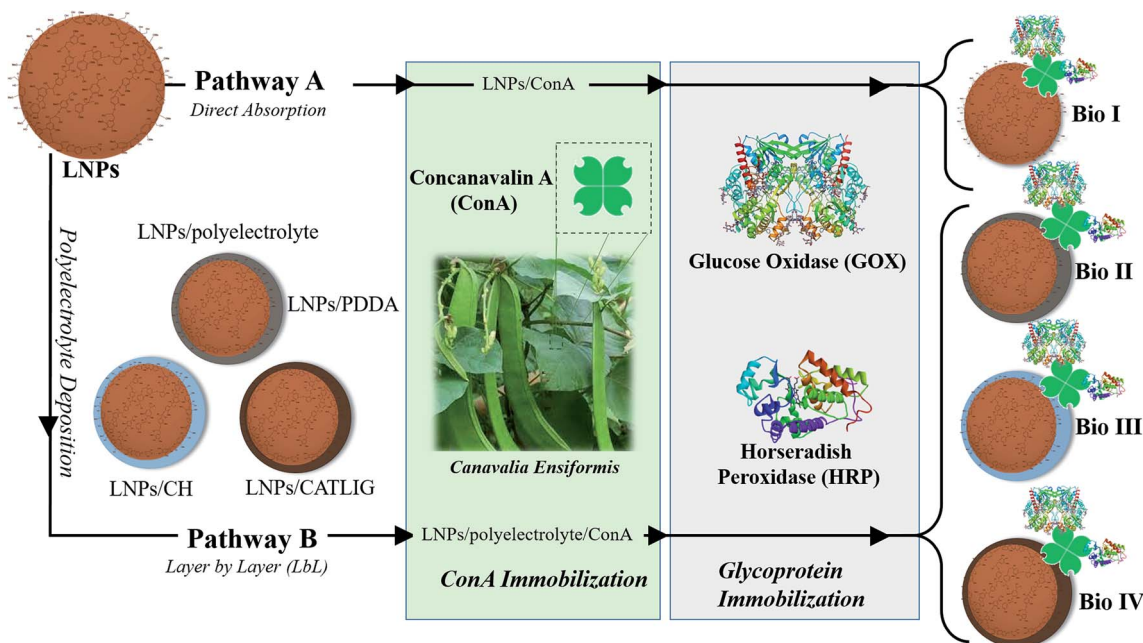 Pathway A
Direct Absorption
LNPs
LNPs/ConA
Bio I
Concanavalin A
(ConA)
Glucose Oxidase (GOX)
Polyelectrolyte Deposition
LNPs/polyelectrolyte
LNPs/PDDA
LNPs/CH
LNPs/CATLIG
Canavalia Ensiformis
Horseradish
Peroxidase (HRP)
Bio II
Bio III
Pathway B
Layer by Layer (LbL)
LNPs/polyelectrolyte/ConA
ConA Immobilization
Glycoprotein
Immobilization
Bio IV